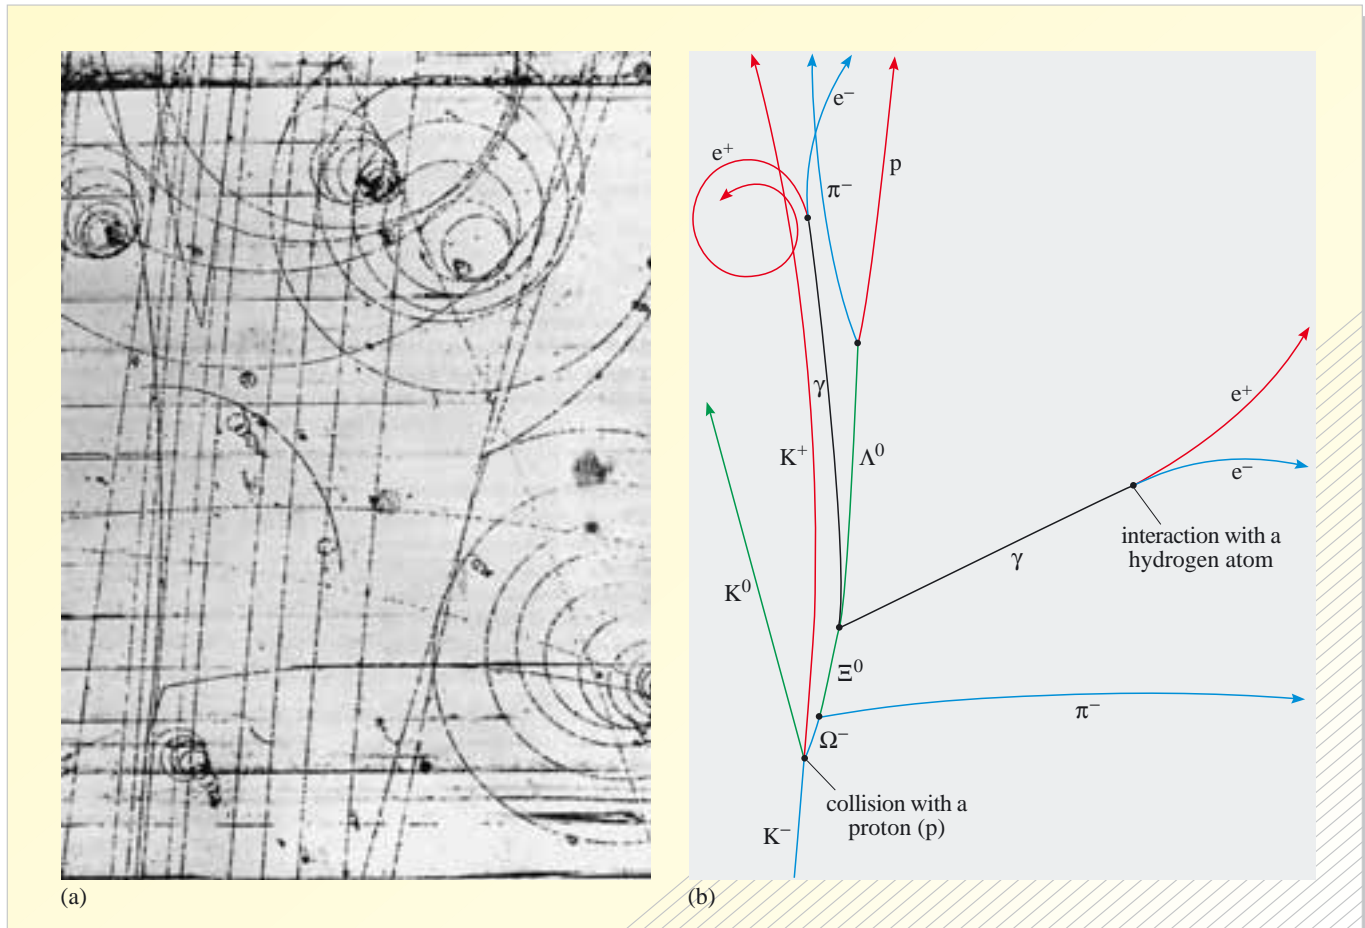 e⁻
e⁺
p
π⁻
γ
e⁺
K⁺
Λ⁰
e⁻
interaction with a
hydrogen atom
γ
K⁰
Ξ⁰
π⁻
Ω⁻
collision with a
proton (p)
K⁻
(a)
(b)